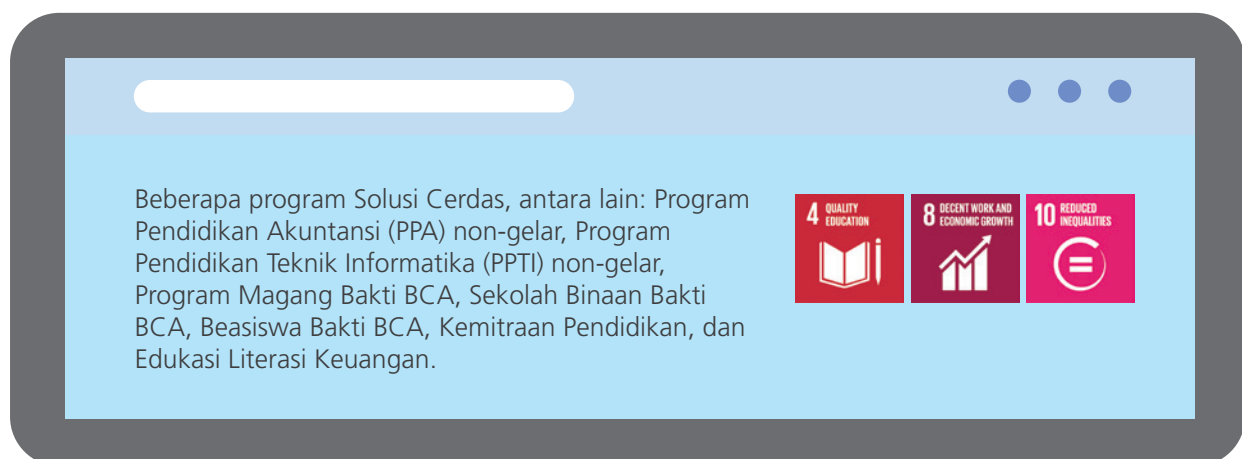 Beberapa program Solusi Cerdas, antara lain: Program
Pendidikan Akuntansi (PPA) non-gelar, Program
Pendidikan Teknik Informatika (PPTI) non-gelar,
Program Magang Bakti BCA, Sekolah Binaan Bakti
BCA, Beasiswa Bakti BCA, Kemitraan Pendidikan, dan
Edukasi Literasi Keuangan.
4 QUALITY
EDUCATION
8 DECENT WORK AND
ECONOMIC GROWTH
10 REDUCED
INEQUALITIES